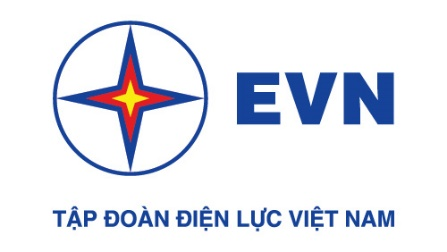 EVN
TẬP ĐOÀN ĐIỆN LỰC VIỆT NAM